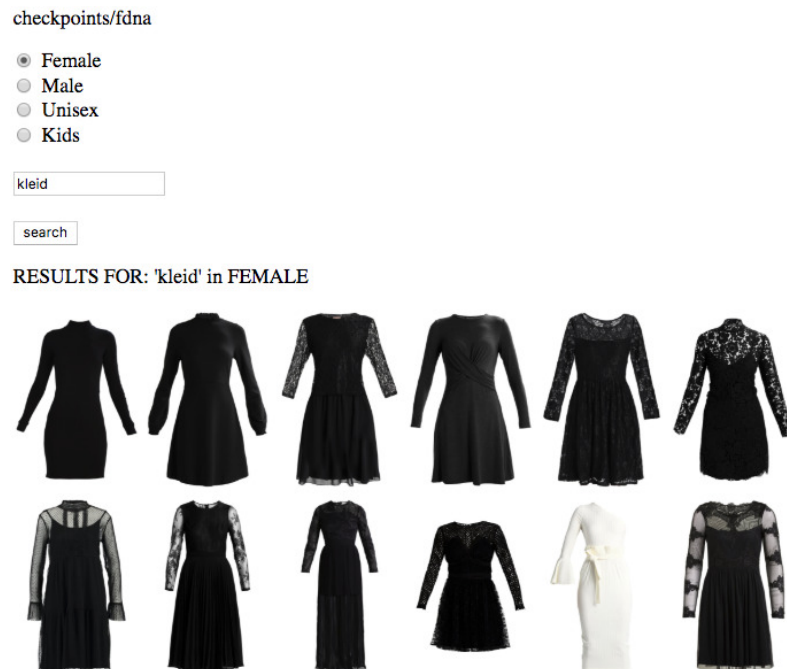 checkpoints/fdna
Female
Male
Unisex
Kids
kleid
search
RESULTS FOR: 'kleid' in FEMALE